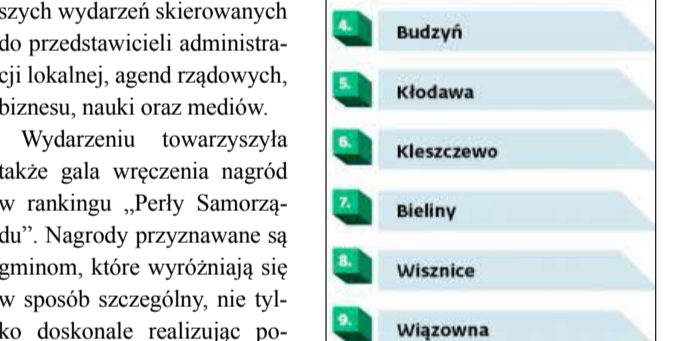 szych wydarzeń skierowanych
do przedstawicieli administra-
cji lokalnej, agend rządowych,
biznesu, nauki oraz mediów.
Wydarzeniu towarzyszyła
także gala wręczenia nagród
w rankingu „Perły Samorzą-
du”. Nagrody przyznawane są
gminom, które wyróżniają się
w sposób szczególny, nie tyl-
ko doskonale realizując po-
4. Budzyń
5. Kłodawa
6. Kleszczewo
7. Bieliny
8. Wisznice
9. Wiązowna